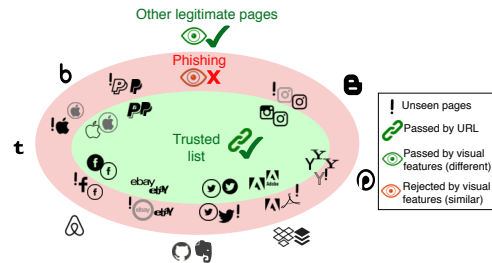 Other legitimate pages
Phishing
Trusted
list
ebay
ebay
ebay
Adobe
! Unseen pages
Passed by URL
Passed by visual
features (different)
Rejected by visual
features (similar)